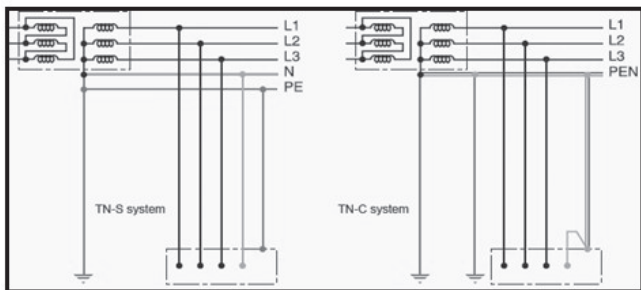 L1
L2
L3
N
PE
TN-S system
L1
L2
L3
PEN
TN-C system